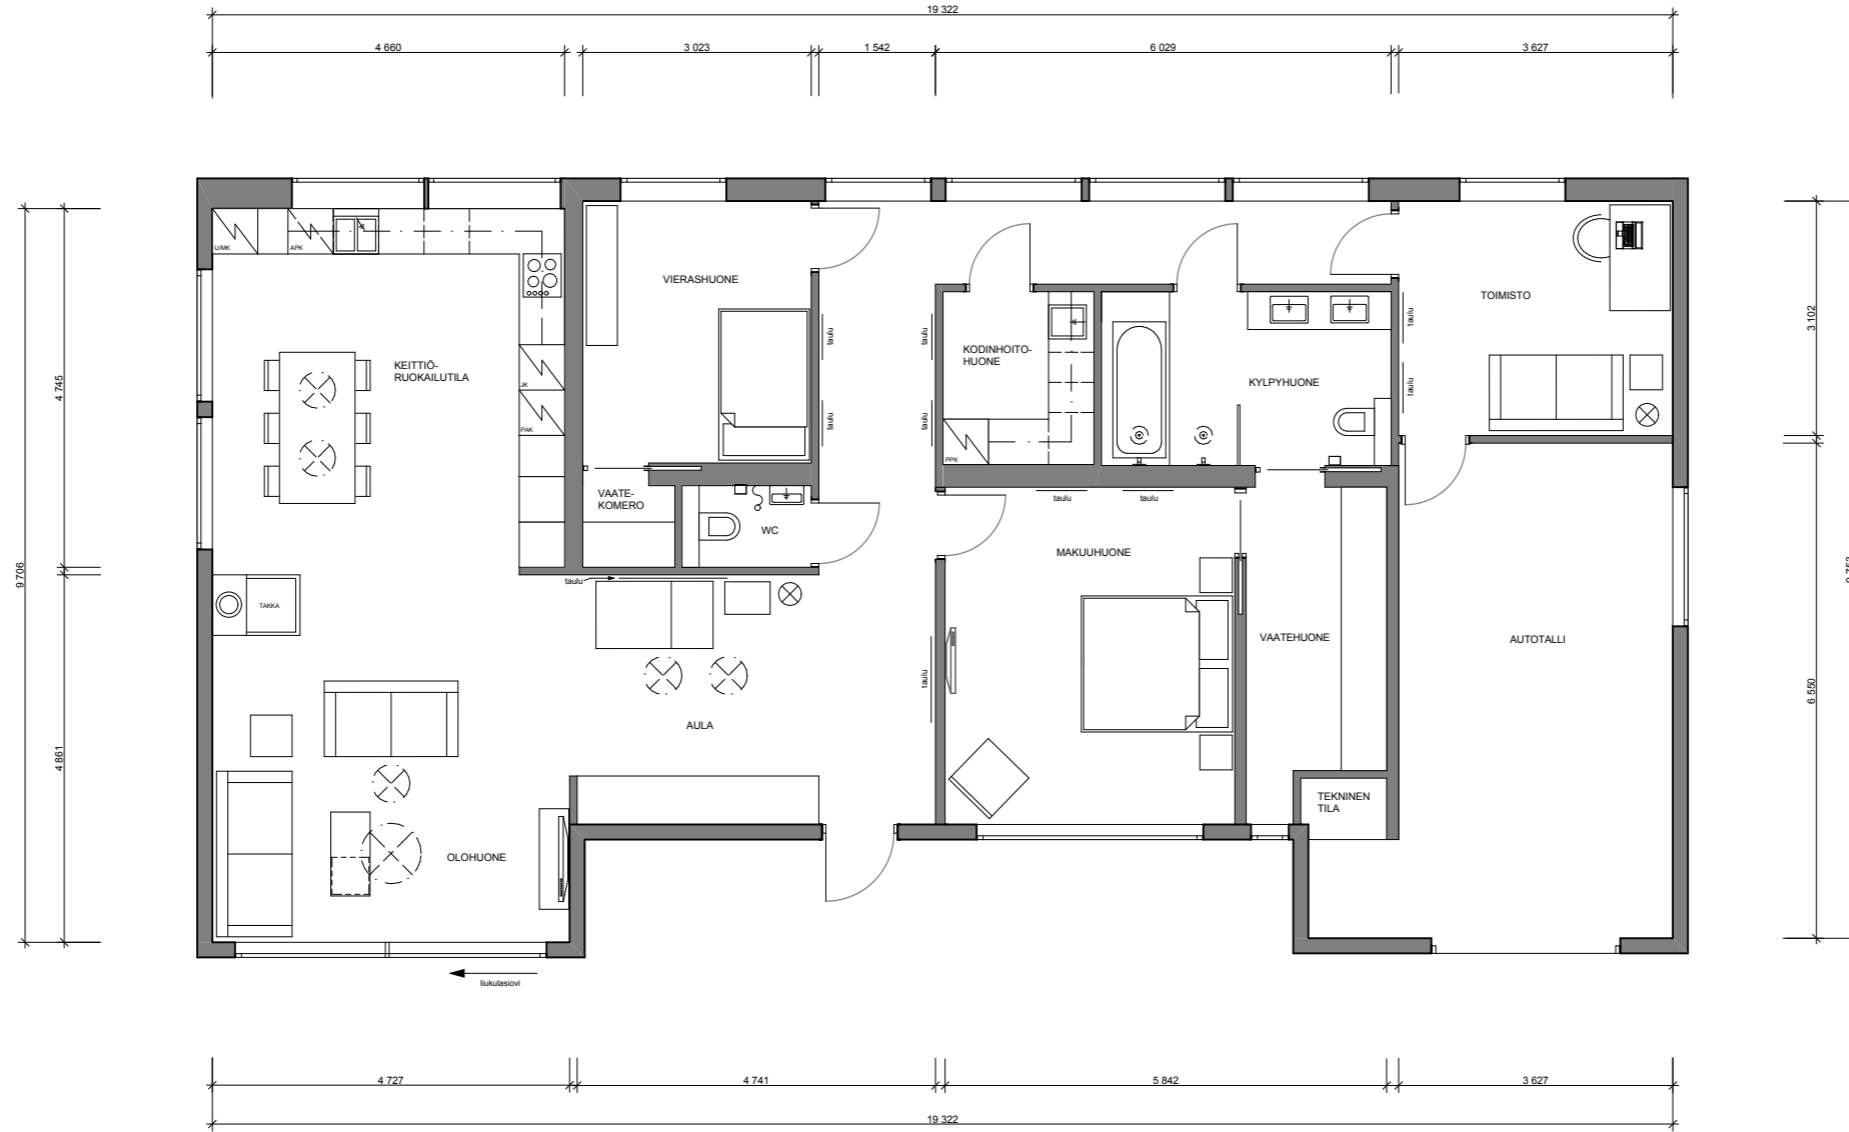 19 322
4 660
3 023
1 542
6 029
3 627
U/MK
APK
VIERASHUONE
TOIMISTO
KEITTIÖ-
RUOKAILUTILA
KODINHOITO-
HUONE
KYLPYHUONE
taulu
taulu
taulu
taulu
taulu
taulu
JK
PAK
PPK
3 102
4 745
9 706
VAATE-
KOMERO
WC
taulu
taulu
MAKUUHUONE
taulu
TAKKA
VAATEHUONE
AUTOTALLI
taulu
AULA
6 550
4 861
TEKNINEN
TILA
OLOHUONE
liukulasiovi
4 727
4 741
5 842
3 627
19 322